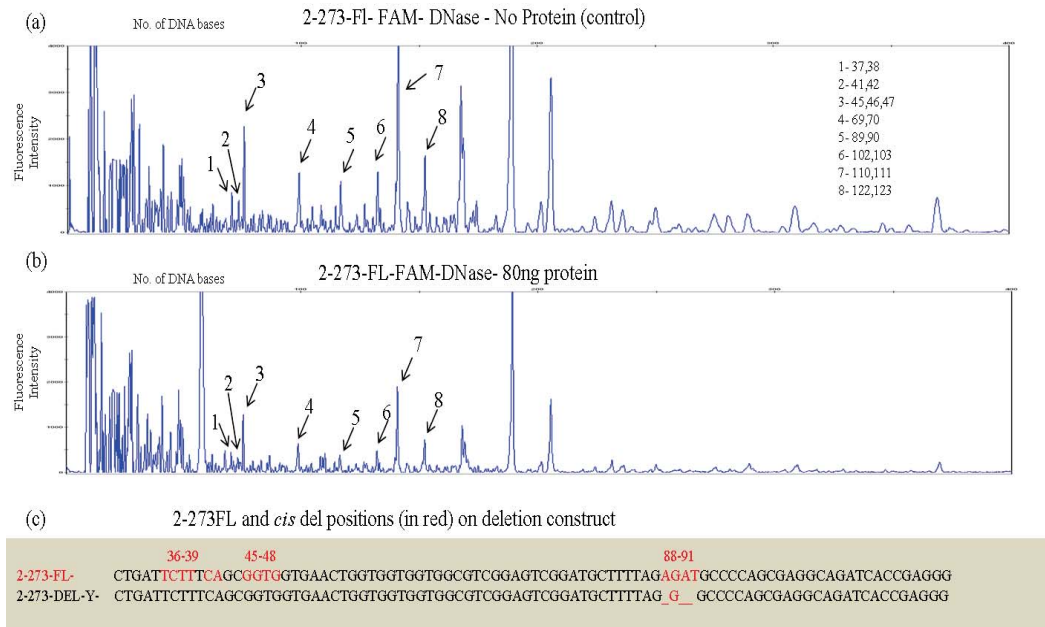 (a)
2-273-Fl- FAM- DNase - No Protein (control)
No. of DNA bases
Fluorescence
Intensity
1
2
3
4
5
6
7
8
1- 37,38
2- 41,42
3- 45,46,47
4- 69,70
5- 89,90
6- 102,103
7- 110,111
8- 122,123
(b)
2-273-FL-FAM-DNase- 80ng protein
No. of DNA bases
Fluorescence
Intensity
1
2
3
4
5
6
7
8
(c)
2-273FL and cis del positions (in red) on deletion construct
36-39 45-48 88-91
2-273-FL- CTGATTCTTTCAGCGGTGGTGAACTGGTGGTGGTGGCGTCGGAGTCGGATGCTTTTAGAGATGCCCCAGCGAGGCAGATCACCGAGGG
2-273-DEL-Y- CTGATTCTTTCAGCGGTGGTGAACTGGTGGTGGTGGCGTCGGAGTCGGATGCTTTTAG_G__ GCCCCAGCGAGGCAGATCACCGAGGG